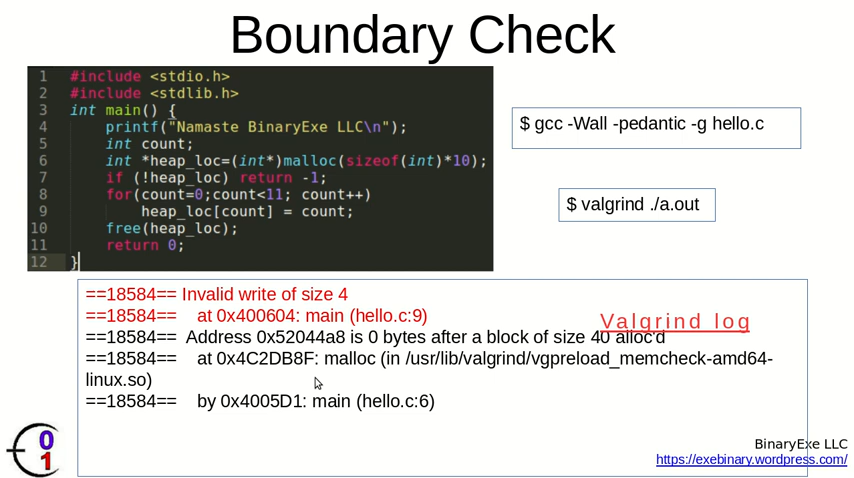 Boundary Check
1 #include <stdio.h>
2 #include <stdlib.h>
3 int main() {
4 printf("Namaste BinaryExe LLC\n");
5 int count;
6 int *heap_loc=(int*)malloc(sizeof(int)*10);
7 if (!heap_loc) return -1;
8 for(count=0;count<11; count++)
9 heap_loc[count] = count;
10 free(heap_loc);
11 return 0;
12 }
$ gcc -Wall -pedantic -g hello.c
$ valgrind ./a.out
==18584== Invalid write of size 4
==18584== at 0x400604: main (hello.c:9)
Valgrind log
==18584== Address 0x52044a8 is 0 bytes after a block of size 40 alloc'd
==18584== at 0x4C2DB8F: malloc (in /usr/lib/valgrind/vgpreload_memcheck-amd64-
linux.so)
==18584== by 0x4005D1: main (hello.c:6)
0
1
BinaryExe LLC
https://exebinary.wordpress.com/